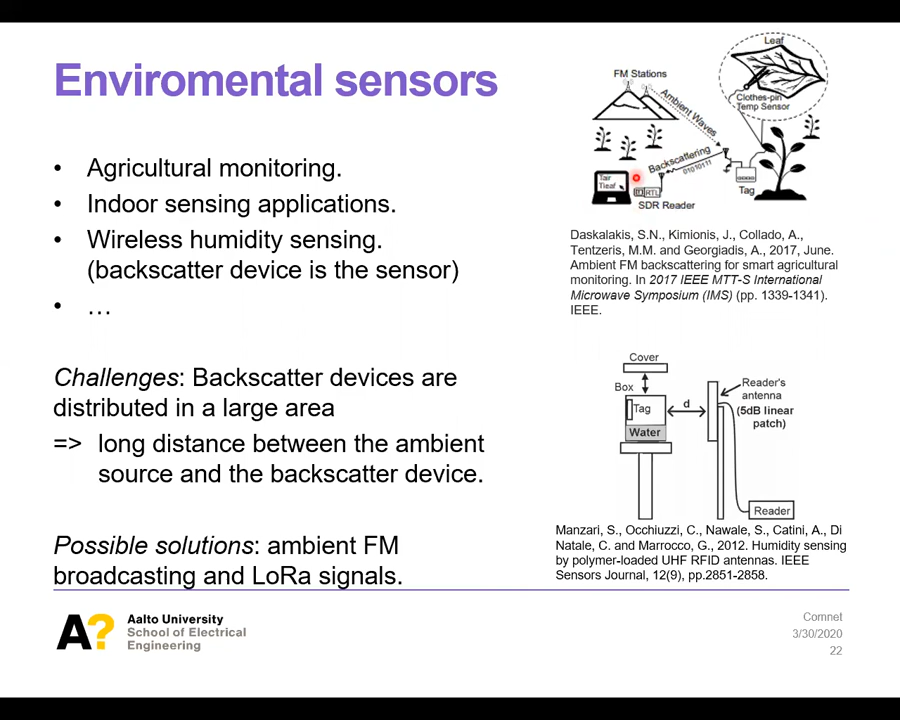 Enviromental sensors
• Agricultural monitoring.
• Indoor sensing applications.
• Wireless humidity sensing.
(backscatter device is the sensor)
• …
Challenges: Backscatter devices are
distributed in a large area
=> long distance between the ambient
source and the backscatter device.
Possible solutions: ambient FM
broadcasting and LoRa signals.
FM Stations
Leaf
Clothes-pin
Temp Sensor
Ambient Waves
Backscattering
01010111
Tair
Tleaf
RTL
SDR Reader
Tag
Daskalakis, S.N., Kimionis, J., Collado, A.,
Tentzeris, M.M. and Georgiadis, A., 2017, June.
Ambient FM backscattering for smart agricultural
monitoring. In 2017 IEEE MTT-S International
Microwave Symposium (IMS) (pp. 1339-1341).
IEEE.
Cover
Box
Tag
Water
d
Reader's
antenna
(5dB linear
patch)
Reader
Manzari, S., Occhiuzzi, C., Nawale, S., Catini, A., Di
Natale, C. and Marrocco, G., 2012. Humidity sensing
by polymer-loaded UHF RFID antennas. IEEE
Sensors Journal, 12(9), pp.2851-2858.
A?
Aalto University
School of Electrical
Engineering
Comnet
3/30/2020
22